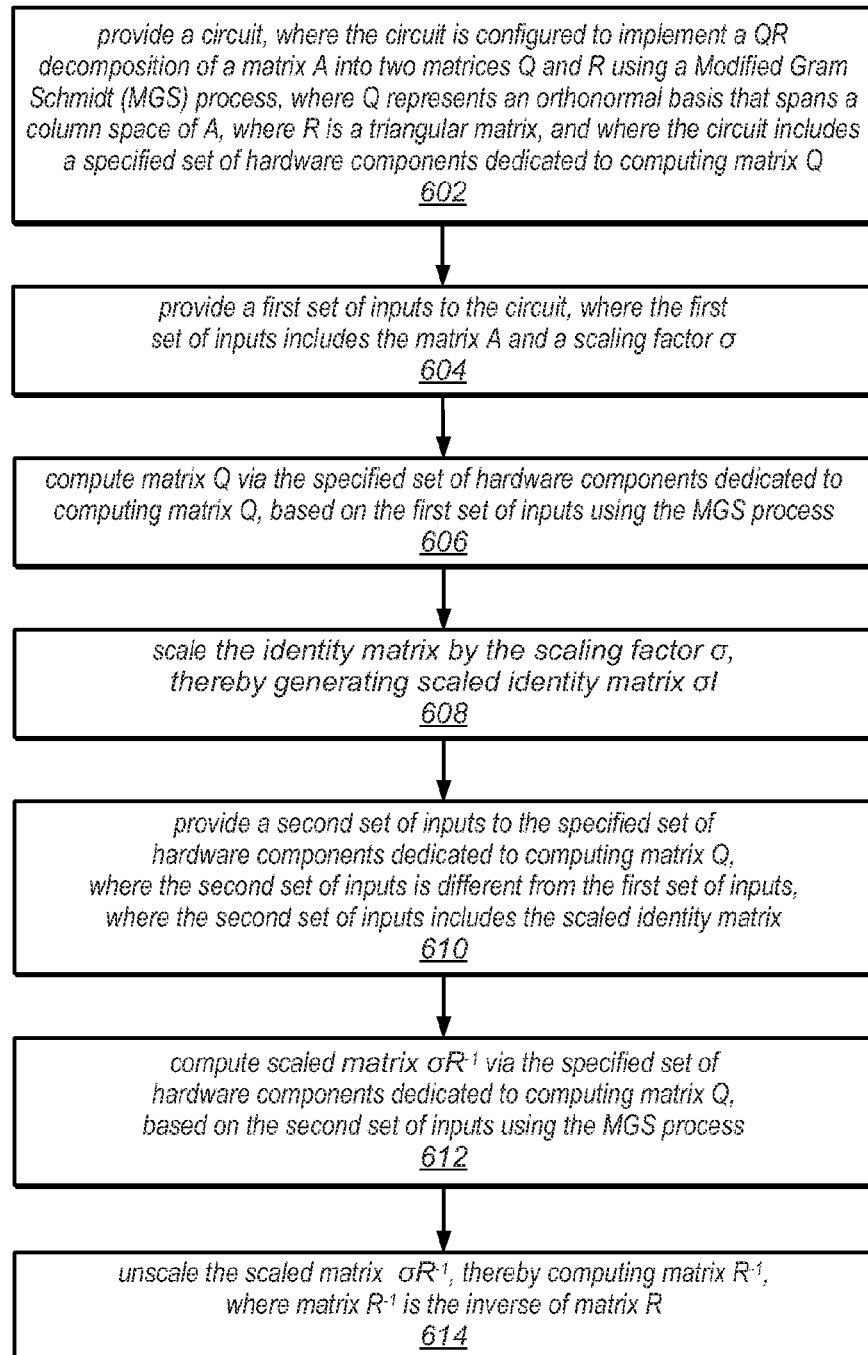 provide a circuit, where the circuit is configured to implement a QR
decomposition of a matrix A into two matrices Q and R using a Modified Gram
Schmidt (MGS) process, where Q represents an orthonormal basis that spans a
column space of A, where R is a triangular matrix, and where the circuit includes
a specified set of hardware components dedicated to computing matrix Q
602
provide a first set of inputs to the circuit, where the first
set of inputs includes the matrix A and a scaling factor σ
604
compute matrix Q via the specified set of hardware components dedicated to
computing matrix Q, based on the first set of inputs using the MGS process
606
scale the identity matrix by the scaling factor σ,
thereby generating scaled identity matrix σI
608
provide a second set of inputs to the specified set of
hardware components dedicated to computing matrix Q,
where the second set of inputs is different from the first set of inputs,
where the second set of inputs includes the scaled identity matrix
610
compute scaled matrix σR⁻¹ via the specified set of
hardware components dedicated to computing matrix Q,
based on the second set of inputs using the MGS process
612
unscale the scaled matrix σR⁻¹, thereby computing matrix R⁻¹,
where matrix R⁻¹ is the inverse of matrix R
614